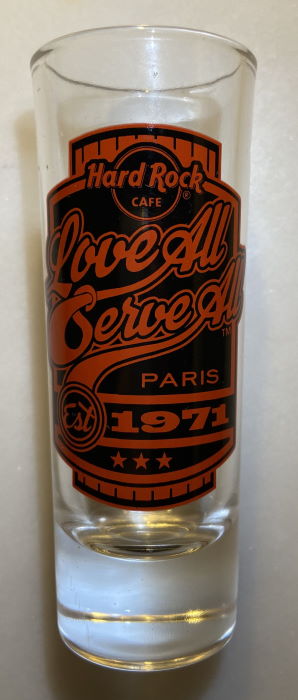 Hard Rock
®
CAFE
Love All
Serve All
TM
PARIS
Est 1971